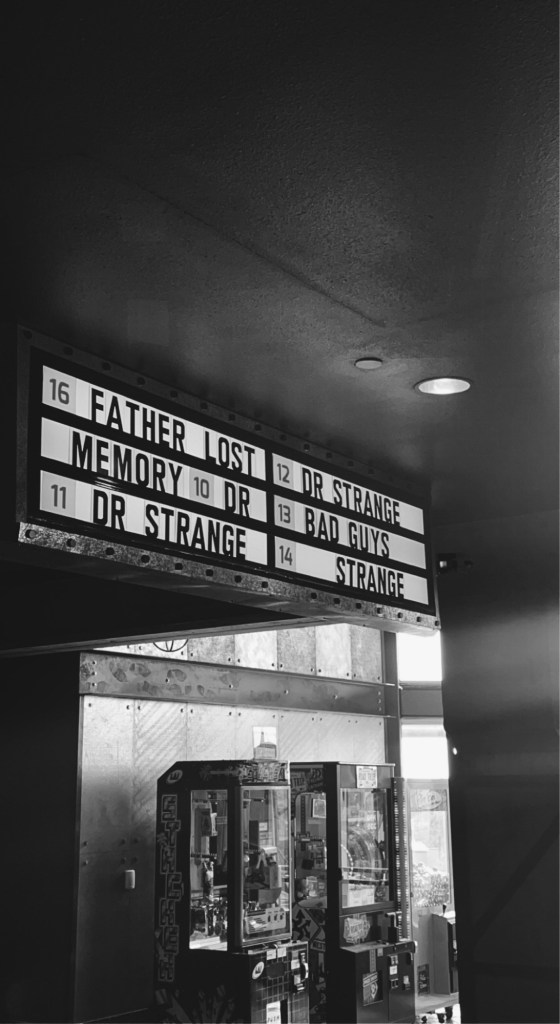 16 FATHER LOST
MEMORY 10 DR
11 DR STRANGE
12 DR STRANGE
13 BAD GUYS
14 STRANGE